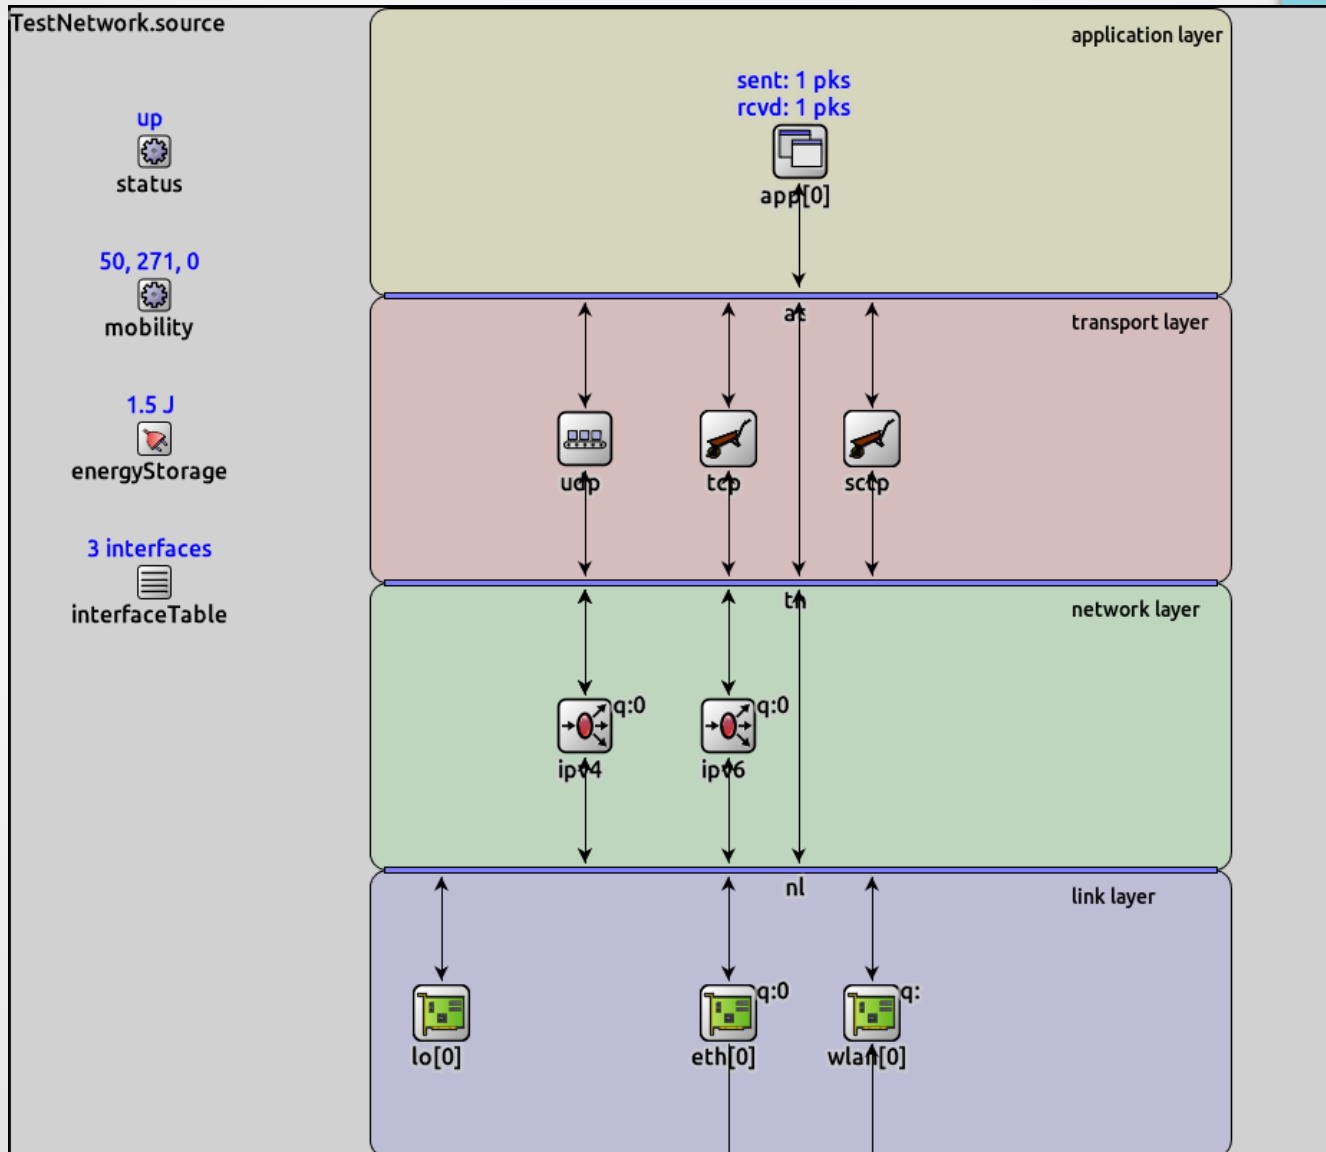 TestNetwork.source
application layer
sent: 1 pks
rcvd: 1 pks
app[0]
up
status
50, 271, 0
mobility
1.5 J
energyStorage
3 interfaces
interfaceTable
at
transport layer
udp
tcp
sctp
tn
network layer
q:0
ipv4
q:0
ipv6
nl
link layer
lo[0]
q:0
eth[0]
q:
wlan[0]